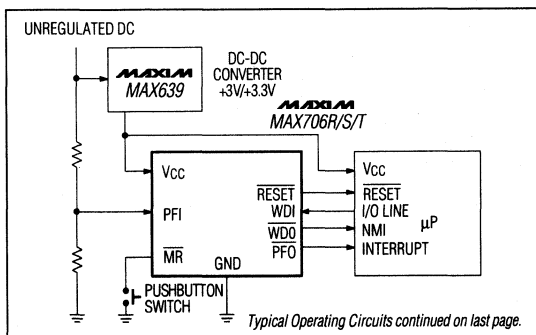 UNREGULATED DC
MAXIM
MAX639
DC-DC
CONVERTER
+3V/+3.3V
MAXIM
MAX706R/S/T
VCC
PFI
MR
GND
RESET
WDI
WDO
PFO
VCC
RESET
I/O LINE
NMI
INTERRUPT
μP
PUSHBUTTON
SWITCH
Typical Operating Circuits continued on last page.